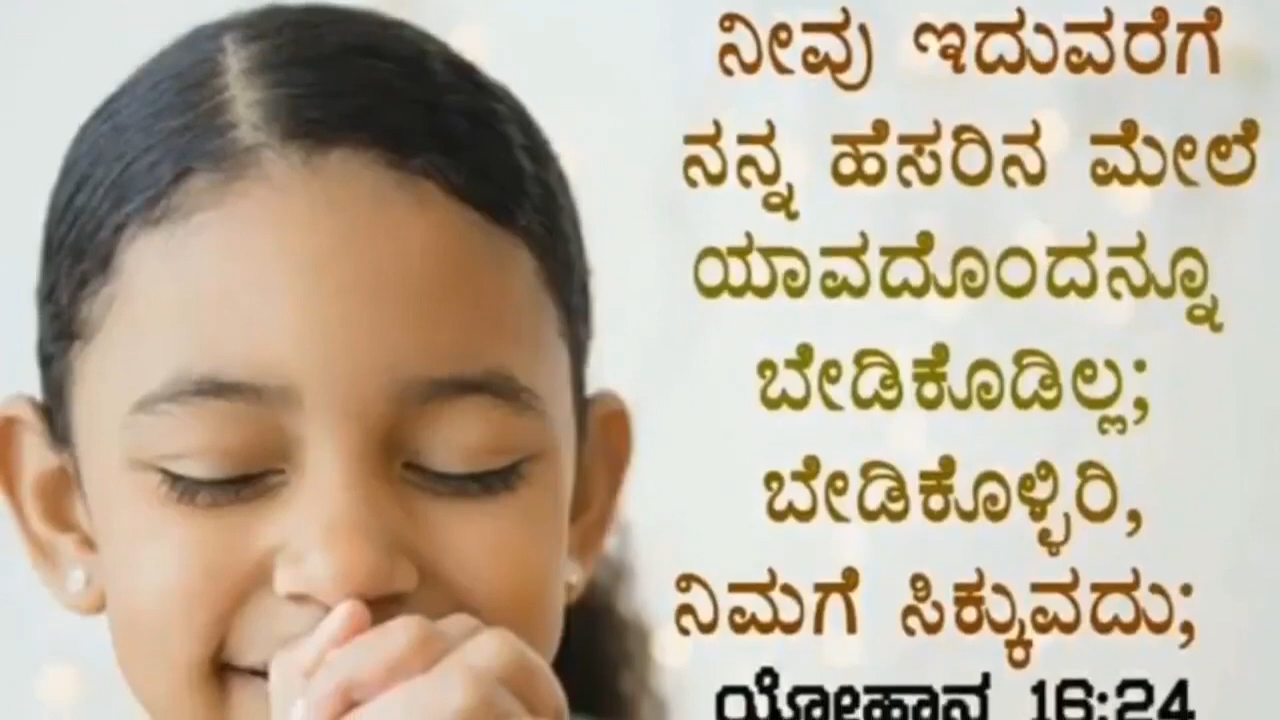 ನೀವು ಇದುವರೆಗೆ
ನನ್ನ ಹೆಸರಿನ ಮೇಲೆ
ಯಾವದೊಂದನ್ನೂ
ಬೇಡಿಕೊಡಿಲ್ಲ;
ಬೇಡಿಕೊಳ್ಳಿರಿ,
ನಿಮಗೆ ಸಿಕ್ಕುವದು;
ಯೋಹಾನ 16:24